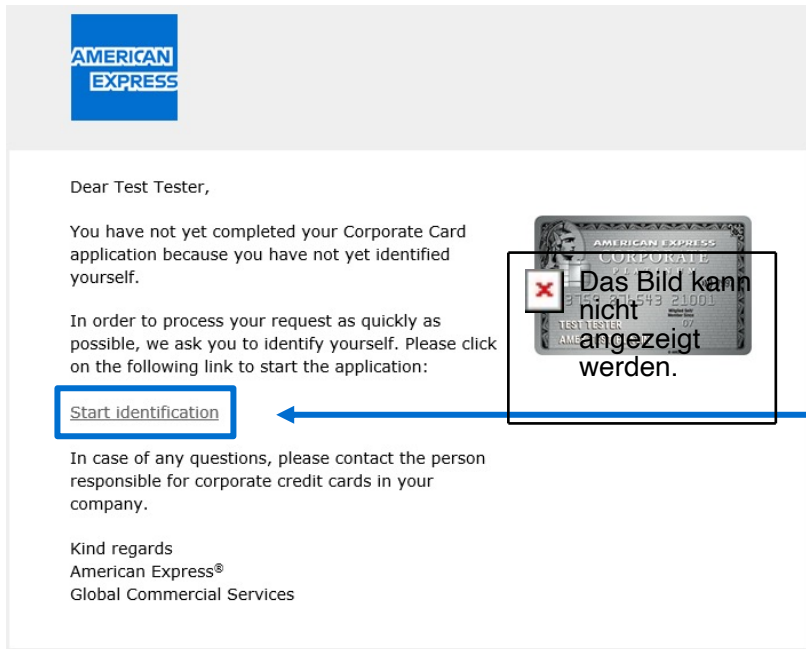 AMERICAN
EXPRESS
Dear Test Tester,
You have not yet completed your Corporate Card
application because you have not yet identified
yourself.
In order to process your request as quickly as
possible, we ask you to identify yourself. Please click
on the following link to start the application:
Start identification
In case of any questions, please contact the person
responsible for corporate credit cards in your
company.
Kind regards
American Express®
Global Commercial Services
AMERICAN EXPRESS
CORPORATE
Das Bild kann
nicht
angezeigt
werden.
21001
TEST TESTER
07